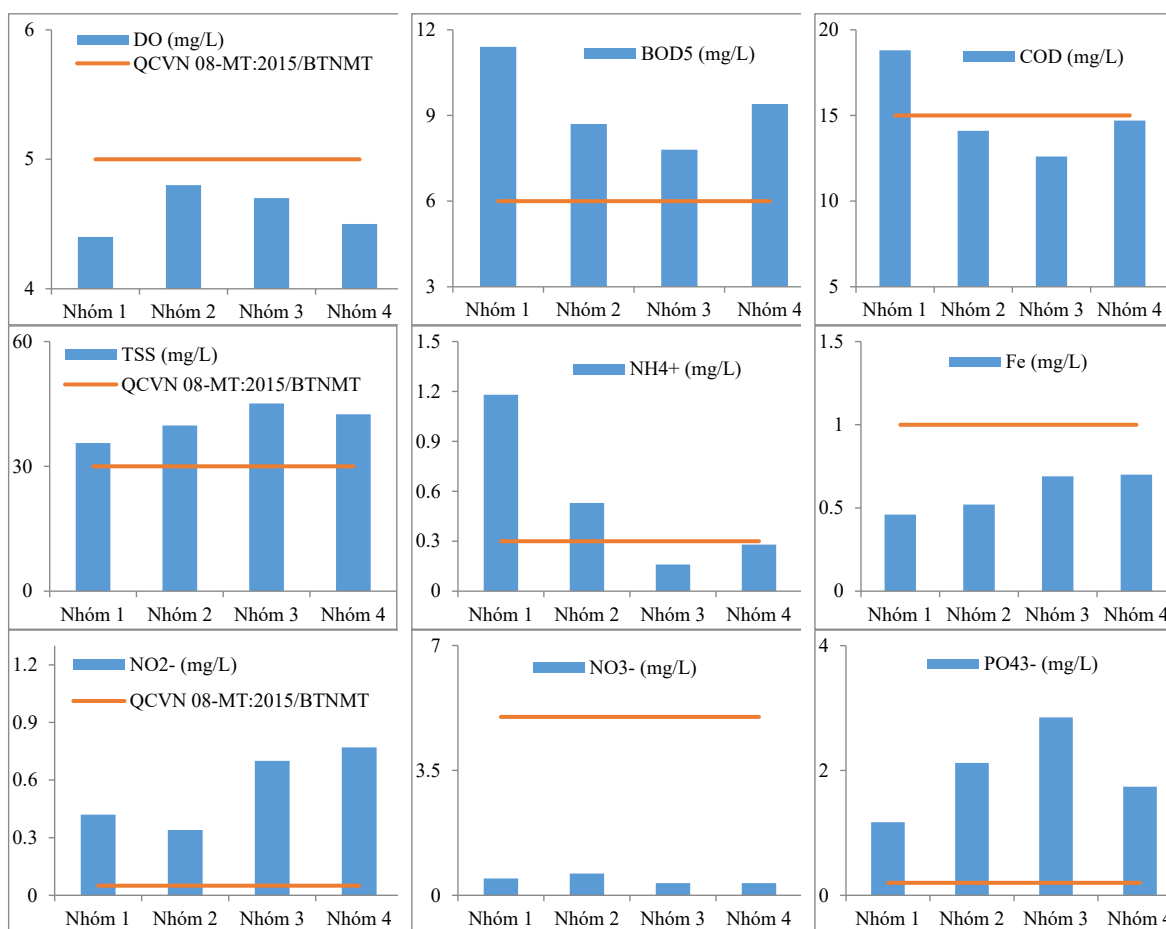 6
DO (mg/L)
QCVN 08-MT:2015/BTNMT
5
4
Nhóm 1 Nhóm 2 Nhóm 3 Nhóm 4
12
BOD5 (mg/L)
9
6
3
Nhóm 1 Nhóm 2 Nhóm 3 Nhóm 4
20
COD (mg/L)
15
10
5
Nhóm 1 Nhóm 2 Nhóm 3 Nhóm 4
60
TSS (mg/L)
QCVN 08-MT:2015/BTNMT
30
0
Nhóm 1 Nhóm 2 Nhóm 3 Nhóm 4
1.5
NH4+ (mg/L)
1.2
0.9
0.6
0.3
0
Nhóm 1 Nhóm 2 Nhóm 3 Nhóm 4
1.5
Fe (mg/L)
1
0.5
0
Nhóm 1 Nhóm 2 Nhóm 3 Nhóm 4
1.2
NO2- (mg/L)
QCVN 08-MT:2015/BTNMT
0.9
0.6
0.3
0
Nhóm 1 Nhóm 2 Nhóm 3 Nhóm 4
7
NO3- (mg/L)
3.5
0
Nhóm 1 Nhóm 2 Nhóm 3 Nhóm 4
4
PO43- (mg/L)
2
0
Nhóm 1 Nhóm 2 Nhóm 3 Nhóm 4